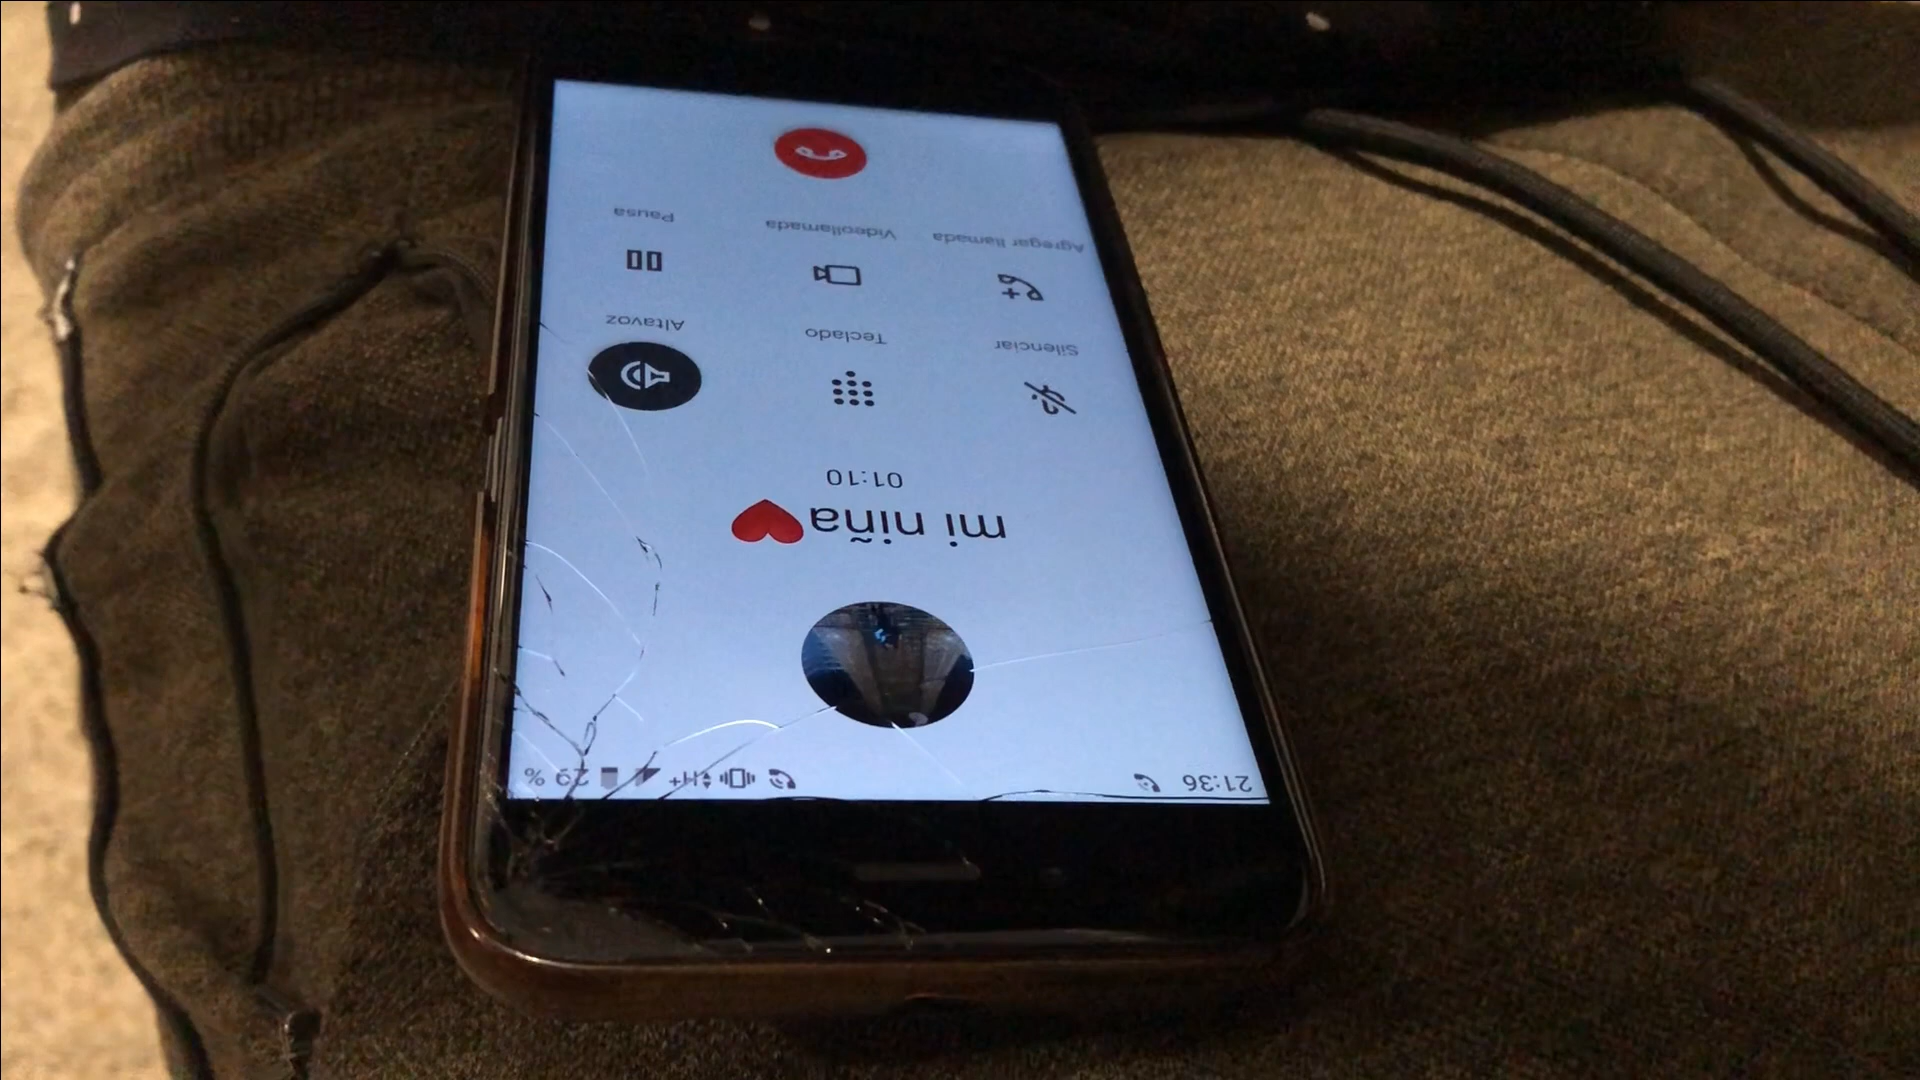 21:36 H+ 29 %
mi niña❤
01:10
Silenciar Teclado Altavoz
Agregar llamada Videollamada Pausa